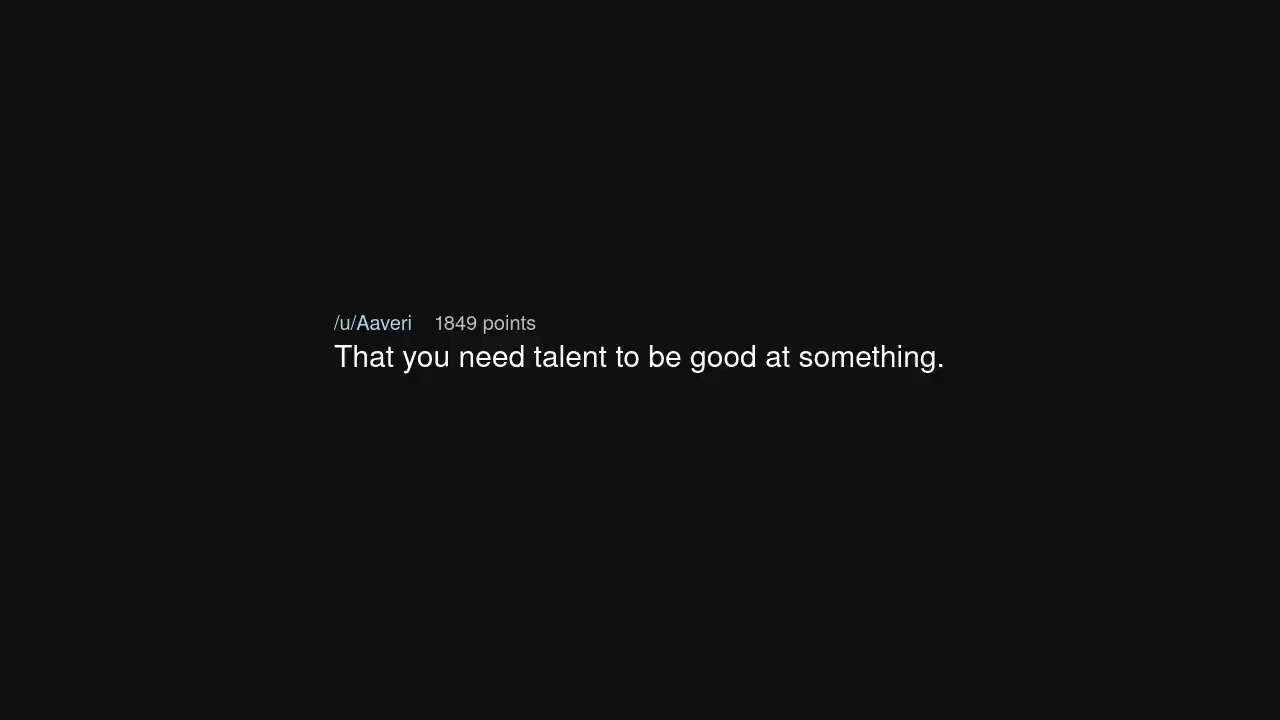 /u/Aaveri 1849 points
That you need talent to be good at something.